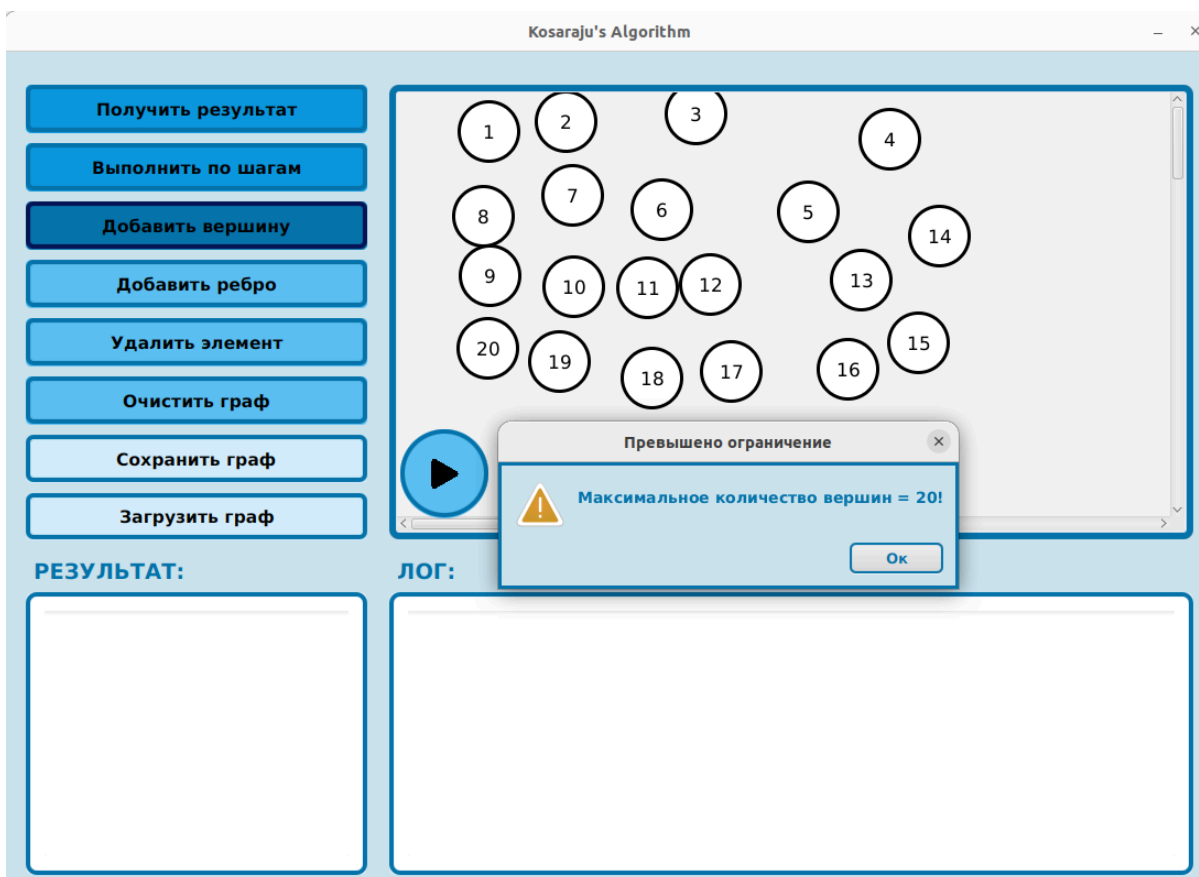 Kosaraju's Algorithm
Получить результат
Выполнить по шагам
Добавить вершину
Добавить ребро
Удалить элемент
Очистить граф
Сохранить граф
Загрузить граф
1
2
3
4
8
7
6
5
14
9
10
11
12
13
20
19
18
17
16
15
Превышено ограничение
Максимальное количество вершин = 20!
Ок
РЕЗУЛЬТАТ:
ЛОГ: